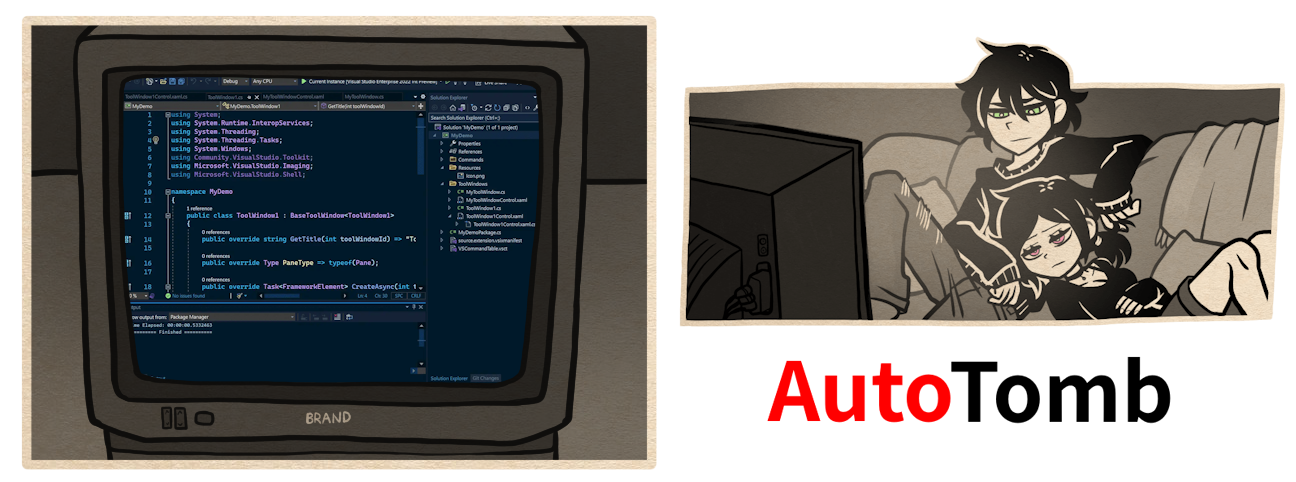 Debug Any CPU Current Instance (Visual Studio Enterprise 2022 Int Preview)
ToolWindow1Control.xaml.cs ToolWindow1.cs MyToolWindowControl.xaml MyToolWindow.cs
MyDemo MyDemo.ToolWindow1 GetTitle(int toolWindowId)
1 using System;
2 using System.Runtime.InteropServices;
3 using System.Threading;
4 using System.Threading.Tasks;
5 using System.Windows;
6 using Community.VisualStudio.Toolkit;
7 using Microsoft.VisualStudio.Imaging;
8 using Microsoft.VisualStudio.Shell;
9
10 namespace MyDemo
11 {
1 reference
12 public class ToolWindow1 : BaseToolWindow<ToolWindow1>
13 {
0 references
14 public override string GetTitle(int toolWindowId) => "To
15
0 references
16 public override Type PaneType => typeof(Pane);
17
0 references
18 public override Task<FrameworkElement> CreateAsync(int t
No issues found Ln: 4 Ch: 30 SPC CRLF
Package Manager
me Elapsed: 00:00:00.5332463
======== Finished ==========
Solution Explorer
Search Solution Explorer (Ctrl+;)
Solution 'MyDemo' (1 of 1 project)
MyDemo
Properties
References
Commands
Resources
Icon.png
ToolWindows
MyToolWindow.cs
MyToolWindowControl.xaml
ToolWindow1.cs
ToolWindow1Control.xaml
ToolWindow1Control.xaml.cs
MyDemoPackage.cs
source.extension.vsixmanifest
VSCommandTable.vsct
Solution Explorer Git Changes
BRAND
AutoTomb